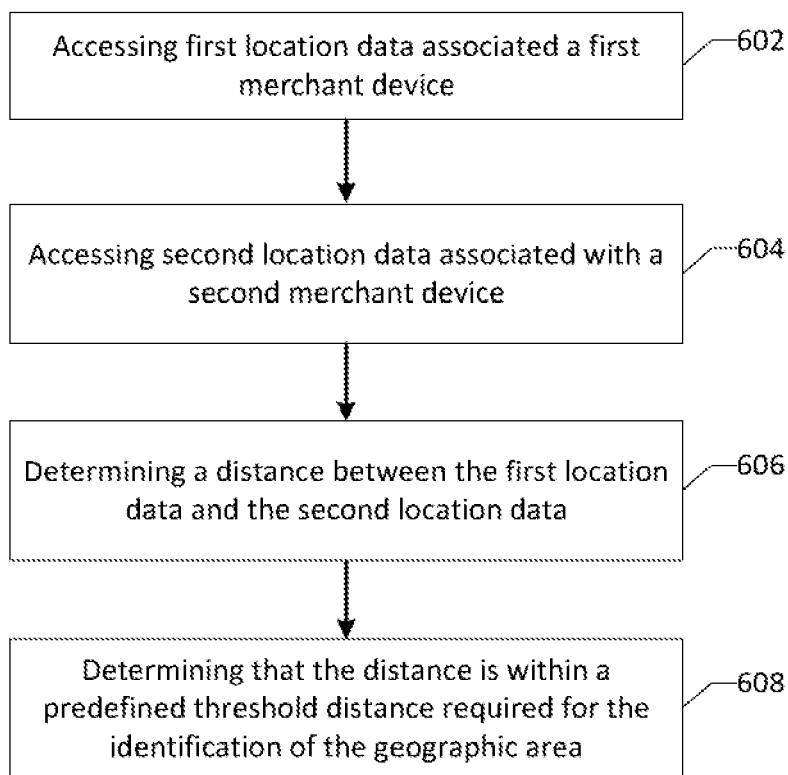 Accessing first location data associated a first
merchant device
602
Accessing second location data associated with a
second merchant device
604
Determining a distance between the first location
data and the second location data
606
Determining that the distance is within a
predefined threshold distance required for the
identification of the geographic area
608